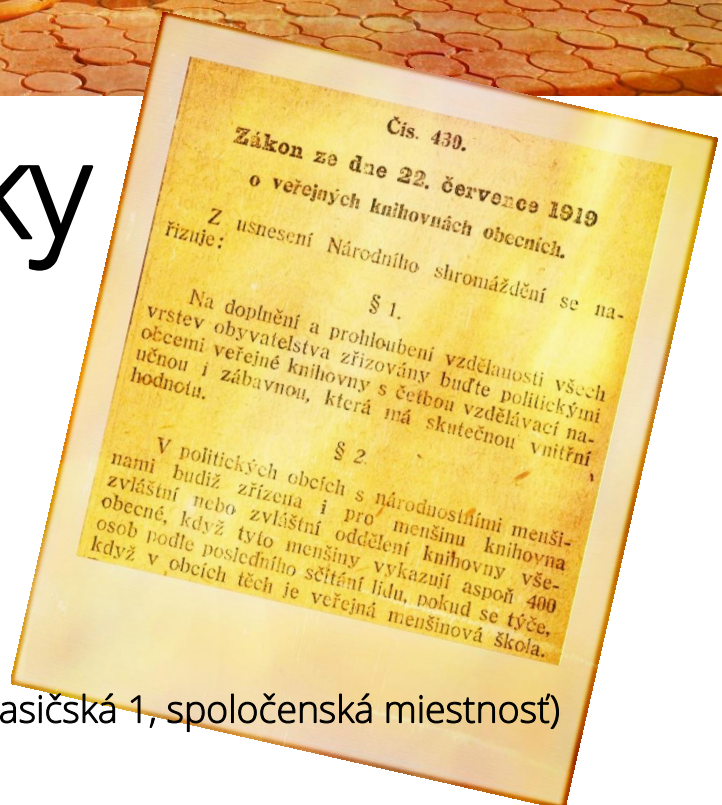 ky
Čís. 430.
Zákon ze dne 22. července 1919
o veřejných knihovnách obecních.
Z usnesení Národního shromáždění se na-
řizuje:
§ 1.
Na doplnění a prohloubení vzdělanosti všech
vrstev obyvatelstva zřizovány buďte politickými
obcemi veřejné knihovny s četbou vzdělávací na-
učnou i zábavnou, která má skutečnou vnitřní
hodnotu.
§ 2.
V politických obcích s národnostními menši-
nami budiž zřízena i pro menšinu knihovna
zvláštní nebo zvláštní oddělení knihovny vše-
obecné, když tyto menšiny vykazují aspoň 400
osob podle posledního sčítání lidu, pokud se týče,
když v obcích těch je veřejná menšinová škola.
asičská 1, spoločenská miestnosť)